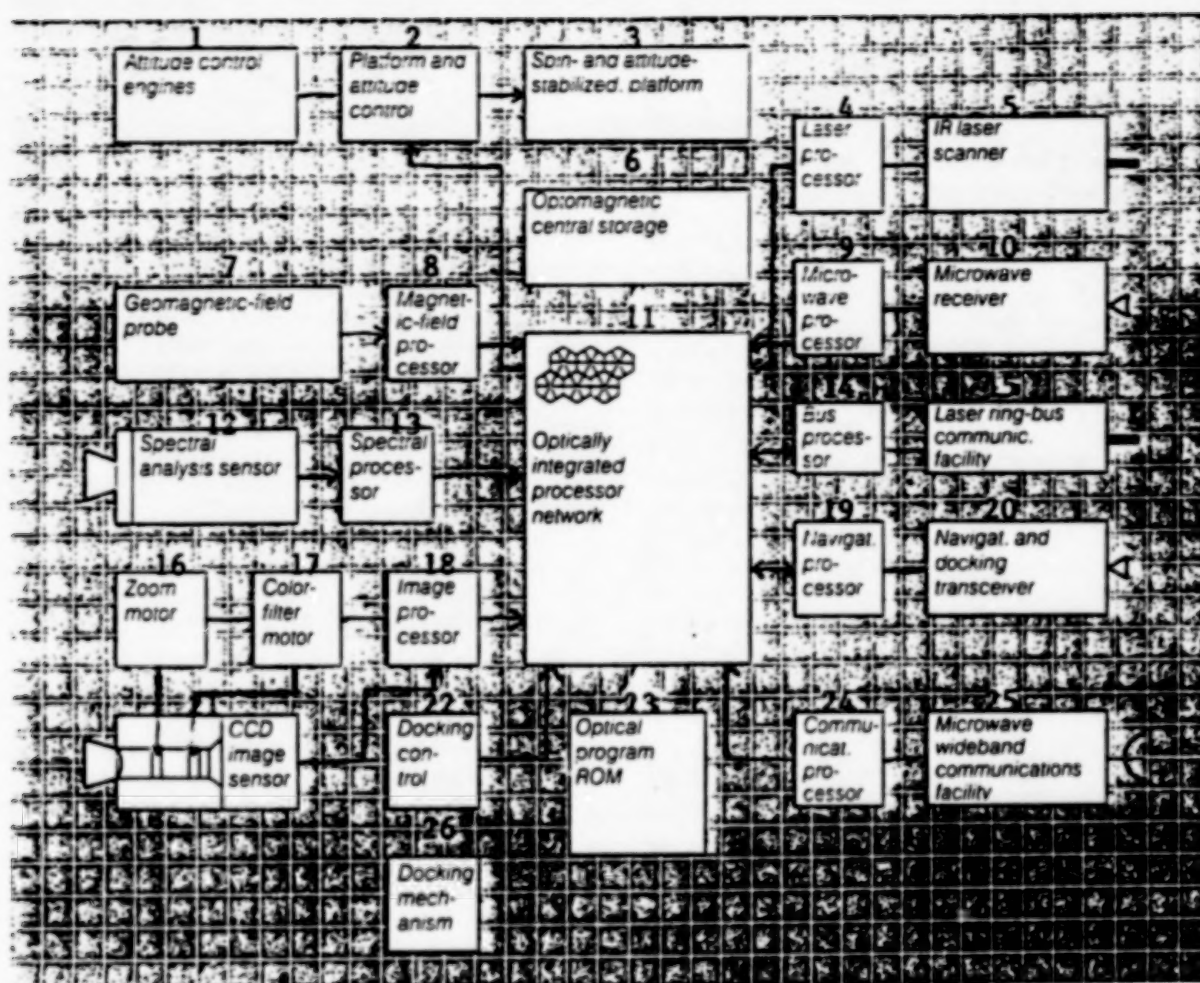 1
Attitude control
engines
2
Platform and
attitude
control
3
Spin- and attitude-
stabilized. platform
4
Laser
pro-
cessor
5
IR laser
scanner
6
Optomagnetic
central storage
7
Geomagnetic-field
probe
8
Magnet-
ic-field
pro-
cessor
9
Micro-
wave
pro-
cessor
10
Microwave
receiver
11
Optically
integrated
processor
network
12
Spectral
analysis sensor
13
Spectral
proces-
sor
14
Bus
proces-
sor
15
Laser ring-bus
communic.
facility
16
Zoom
motor
17
Color-
filter
motor
18
Image
pro-
cessor
19
Navigat.
pro-
cessor
20
Navigat. and
docking
transceiver
21
CCD
image
sensor
22
Docking
con-
trol
23
Optical
program
ROM
24
Commu-
nicat.
pro-
cessor
25
Microwave
wideband
communications
facility
26
Docking
mech-
anism